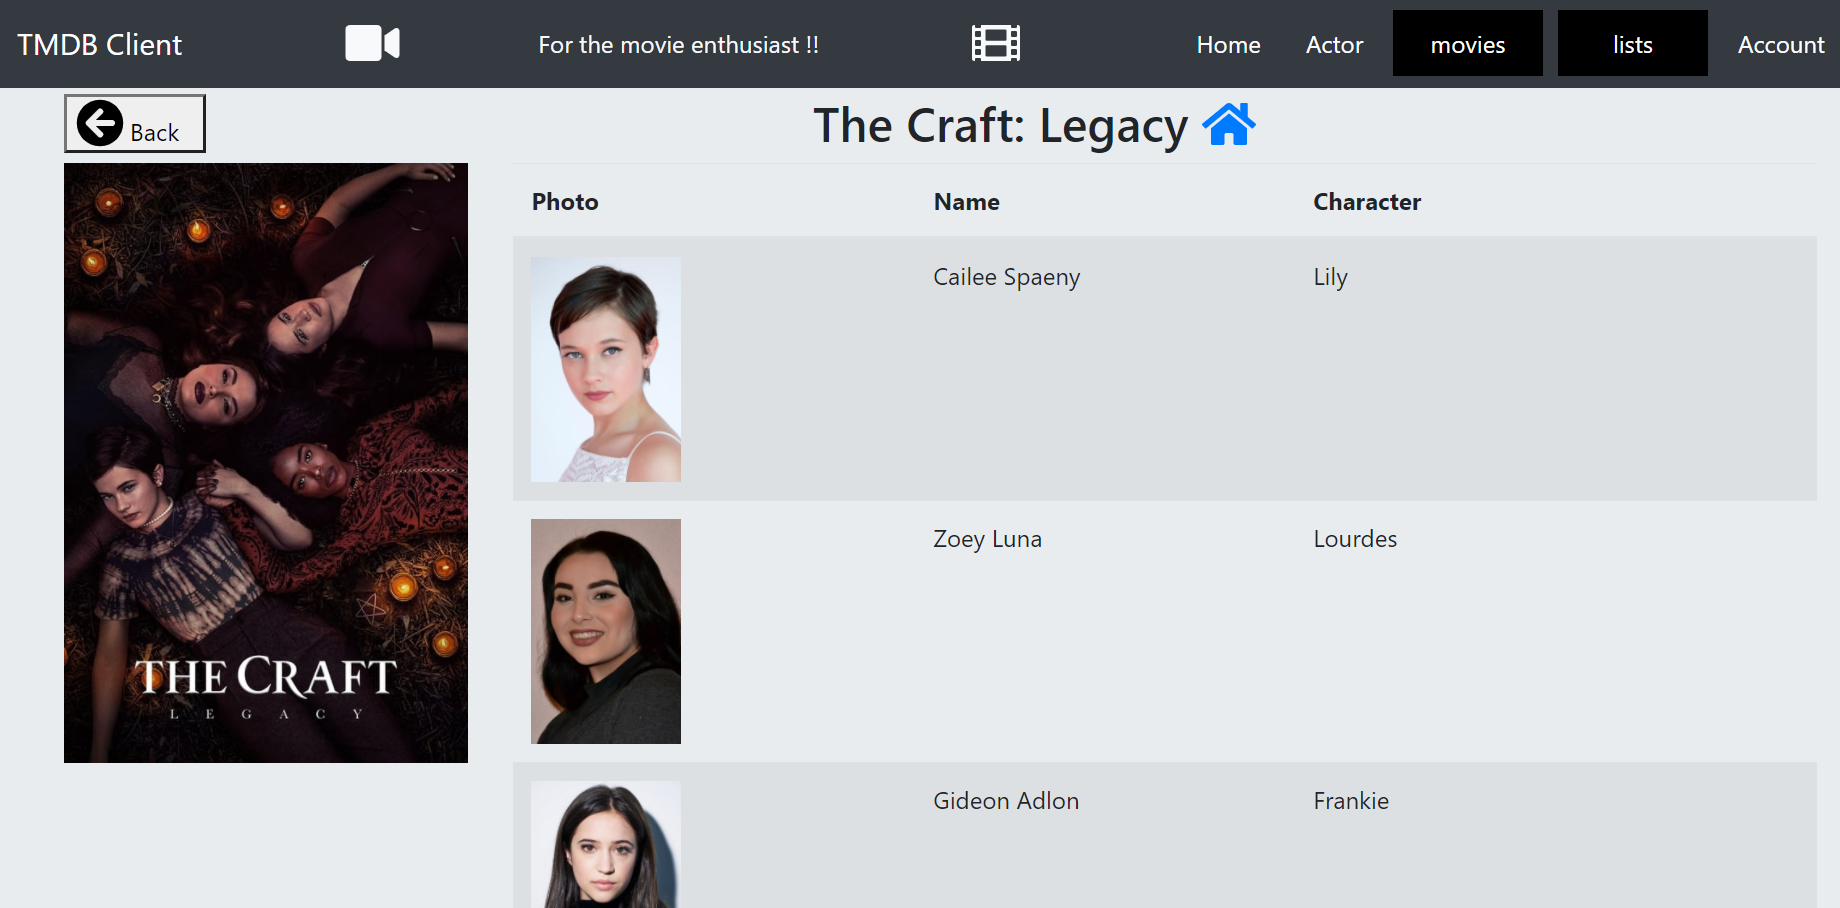 TMDB Client For the movie enthusiast !! Home Actor movies lists Account
Back
The Craft: Legacy
THE CRAFT
LEGACY
Photo Name Character
Cailee Spaeny Lily
Zoey Luna Lourdes
Gideon Adlon Frankie